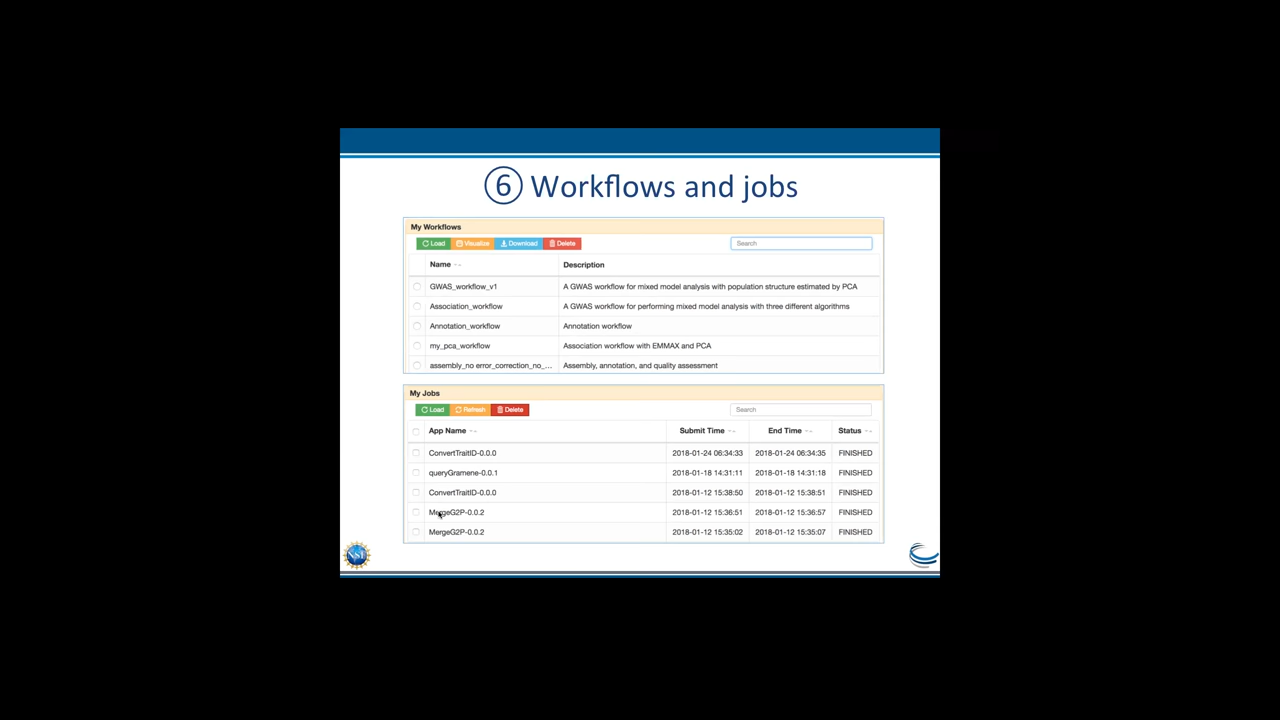 ⑥ Workflows and jobs
My Workflows
Load Visualize Download Delete Search
Name Description
GWAS_workflow_v1 A GWAS workflow for mixed model analysis with population structure estimated by PCA
Association_workflow A GWAS workflow for performing mixed model analysis with three different algorithms
Annotation_workflow Annotation workflow
my_pca_workflow Association workflow with EMMAX and PCA
assembly_no error_correction_no_... Assembly, annotation, and quality assessment
My Jobs
Load Refresh Delete Search
App Name Submit Time End Time Status
ConvertTraitID-0.0.0 2018-01-24 06:34:33 2018-01-24 06:34:35 FINISHED
queryGramene-0.0.1 2018-01-18 14:31:11 2018-01-18 14:31:18 FINISHED
ConvertTraitID-0.0.0 2018-01-12 15:38:50 2018-01-12 15:38:51 FINISHED
MergeG2P-0.0.2 2018-01-12 15:36:51 2018-01-12 15:36:57 FINISHED
MergeG2P-0.0.2 2018-01-12 15:35:02 2018-01-12 15:35:07 FINISHED
NSF